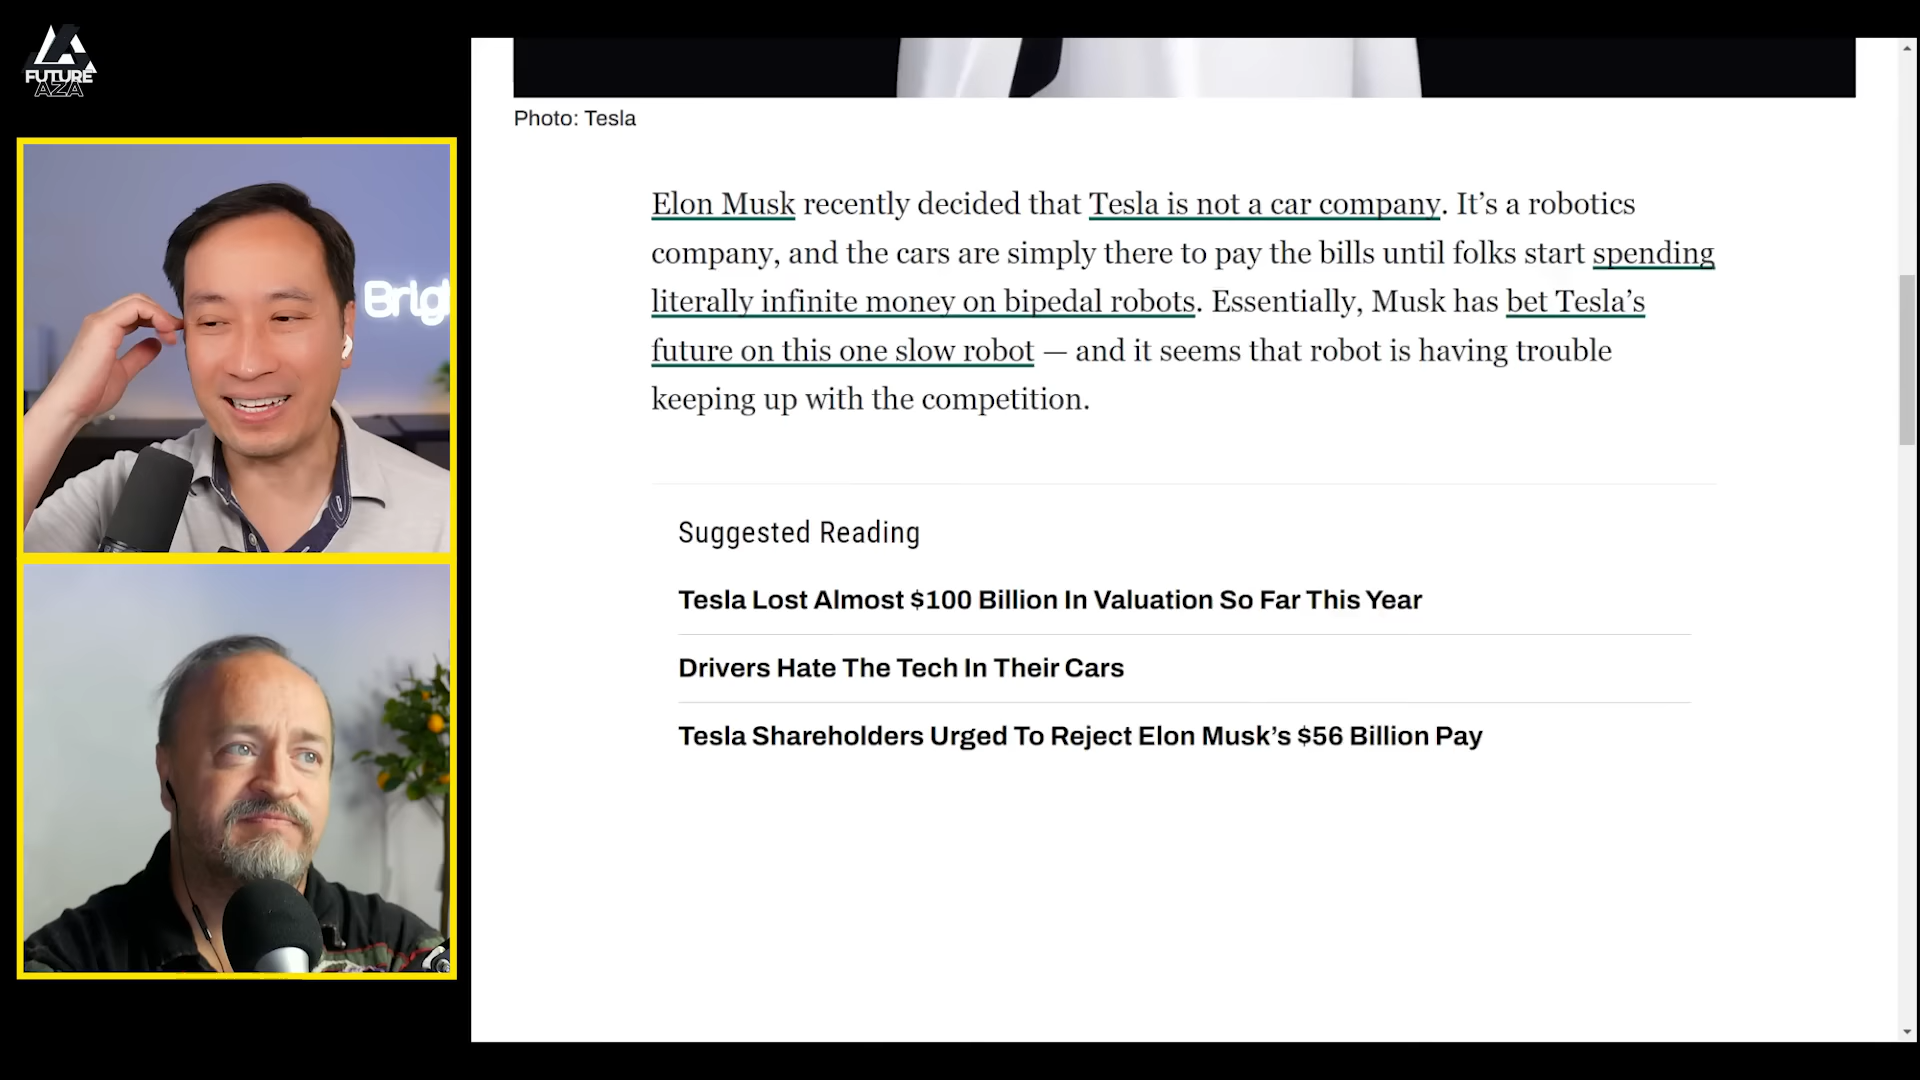 FUTURE
AZA
Brig
Photo: Tesla
Elon Musk recently decided that Tesla is not a car company. It’s a robotics
company, and the cars are simply there to pay the bills until folks start spending
literally infinite money on bipedal robots. Essentially, Musk has bet Tesla’s
future on this one slow robot — and it seems that robot is having trouble
keeping up with the competition.
Suggested Reading
Tesla Lost Almost $100 Billion In Valuation So Far This Year
Drivers Hate The Tech In Their Cars
Tesla Shareholders Urged To Reject Elon Musk’s $56 Billion Pay